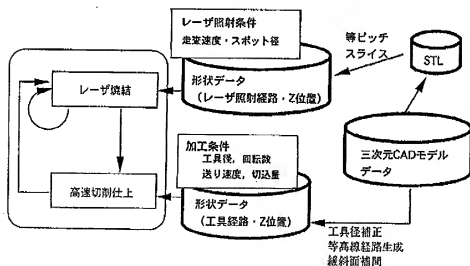 レーザ照射条件
走査速度・スポット径
形状データ
(レーザ照射経路・Z位置)
等ピッチ
スライス
STL
レーザ焼結
高速切削仕上
加工条件
工具径，回転数
送り速度，切込量
形状データ
(工具経路・Z位置)
三次元CADモデル
データ
工具径補正
等高線経路生成
緩斜面補間